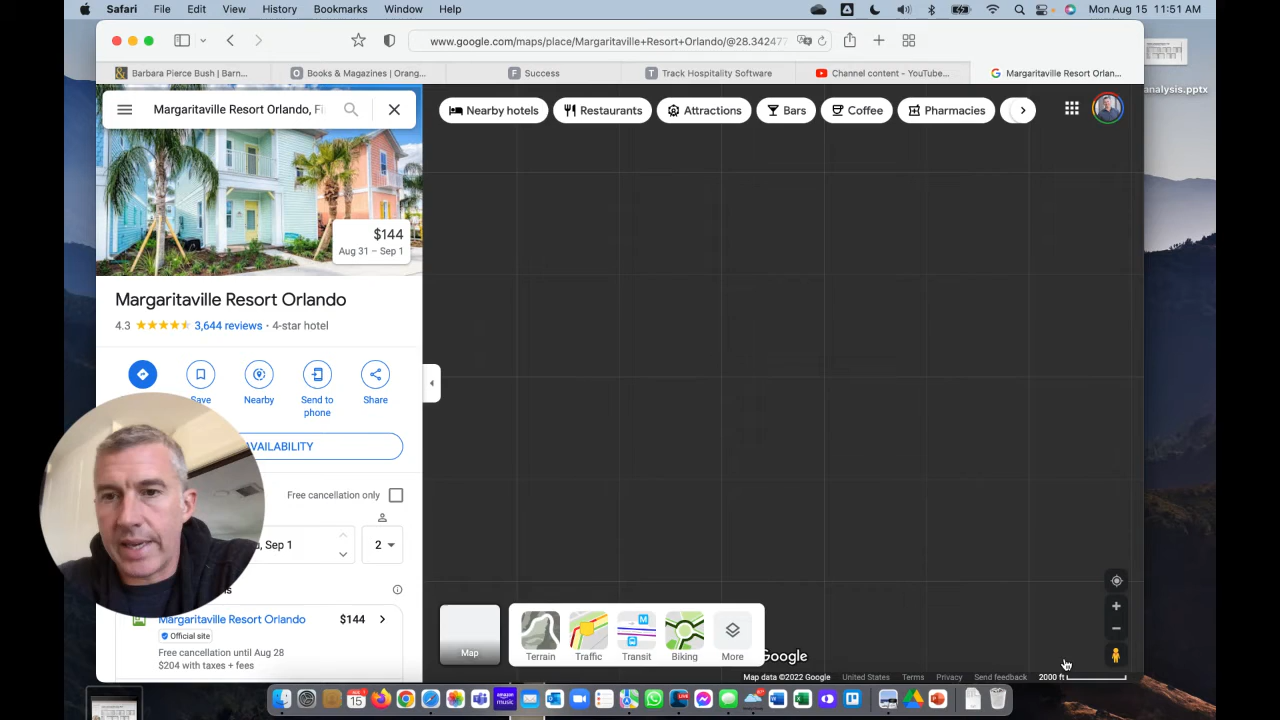 Safari File Edit View History Bookmarks Window Help
Mon Aug 15 11:51 AM
www.google.com/maps/place/Margaritaville+Resort+Orlando/@28.342477
Barbara Pierce Bush | Barn...
Books & Magazines | Orang...
Success
Track Hospitality Software
Channel content - YouTube...
Margaritaville Resort Orlan...
analysis.pptx
Margaritaville Resort Orlando, Fl
Nearby hotels
Restaurants
Attractions
Bars
Coffee
Pharmacies
$144
Aug 31 – Sep 1
Margaritaville Resort Orlando
4.3 3,644 reviews · 4-star hotel
Save
Nearby
Send to
phone
Share
AVAILABILITY
Free cancellation only
Sep 1
2
Margaritaville Resort Orlando $144
Official site
Free cancellation until Aug 28
$204 with taxes + fees
Map
Terrain
Traffic
Transit
Biking
More
Google
Map data ©2022 Google United States Terms Privacy Send feedback 2000 ft